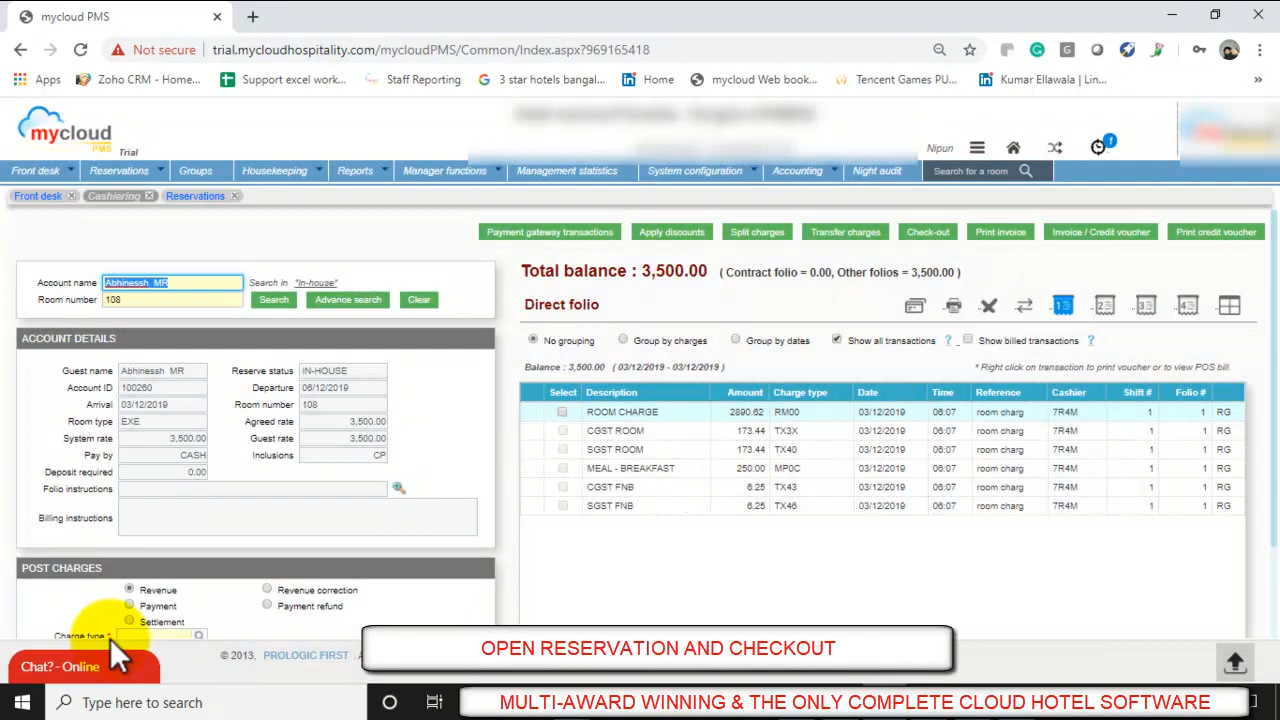 mycloud PMS
Not secure
trial.mycloudhospitality.com/mycloudPMS/Common/Index.aspx?969165418
Apps
Zoho CRM - Home...
Support excel work...
Staff Reporting
3 star hotels bangal...
Home
mycloud Web book...
Tencent Games PU...
Kumar Ellawala | Lin...
mycloud
PMS
Trial
Nipun
1
Front desk
Reservations
Groups
Housekeeping
Reports
Manager functions
Management statistics
System configuration
Accounting
Night audit
Search for a room
Front desk
Cashiering
Reservations
Payment gateway transactions
Apply discounts
Split charges
Transfer charges
Check-out
Print invoice
Invoice / Credit voucher
Print credit voucher
Account name Abhinessh MR Search in "In-house"
Room number 108 Search Advance search Clear
ACCOUNT DETAILS
Guest name Abhinessh MR Reserve status IN-HOUSE
Account ID 100260 Departure 06/12/2019
Arrival 03/12/2019 Room number 108
Room type EXE Agreed rate 3,500.00
System rate 3,500.00 Guest rate 3,500.00
Pay by CASH Inclusions CP
Deposit required 0.00
Folio instructions
Billing instructions
POST CHARGES
Revenue Revenue correction
Payment Payment refund
Settlement
Charge type *
Total balance : 3,500.00 ( Contract folio = 0.00, Other folios = 3,500.00 )
Direct folio
1 2 3 4
No grouping Group by charges Group by dates Show all transactions ? Show billed transactions ?
Balance : 3,500.00 ( 03/12/2019 - 03/12/2019 ) * Right click on transaction to print voucher or to view POS bill.
Select Description Amount Charge type Date Time Reference Cashier Shift # Folio #
ROOM CHARGE 2890.62 RM00 03/12/2019 06:07 room charg 7R4M 1 1 RG
CGST ROOM 173.44 TX3X 03/12/2019 06:07 room charg 7R4M 1 1 RG
SGST ROOM 173.44 TX40 03/12/2019 06:07 room charg 7R4M 1 1 RG
MEAL - BREAKFAST 250.00 MP0C 03/12/2019 06:07 room charg 7R4M 1 1 RG
CGST FNB 6.25 TX43 03/12/2019 06:07 room charg 7R4M 1 1 RG
SGST FNB 6.25 TX46 03/12/2019 06:07 room charg 7R4M 1 1 RG
Chat? - Online
© 2013, PROLOGIC FIRST .
OPEN RESERVATION AND CHECKOUT
Type here to search
MULTI-AWARD WINNING & THE ONLY COMPLETE CLOUD HOTEL SOFTWARE